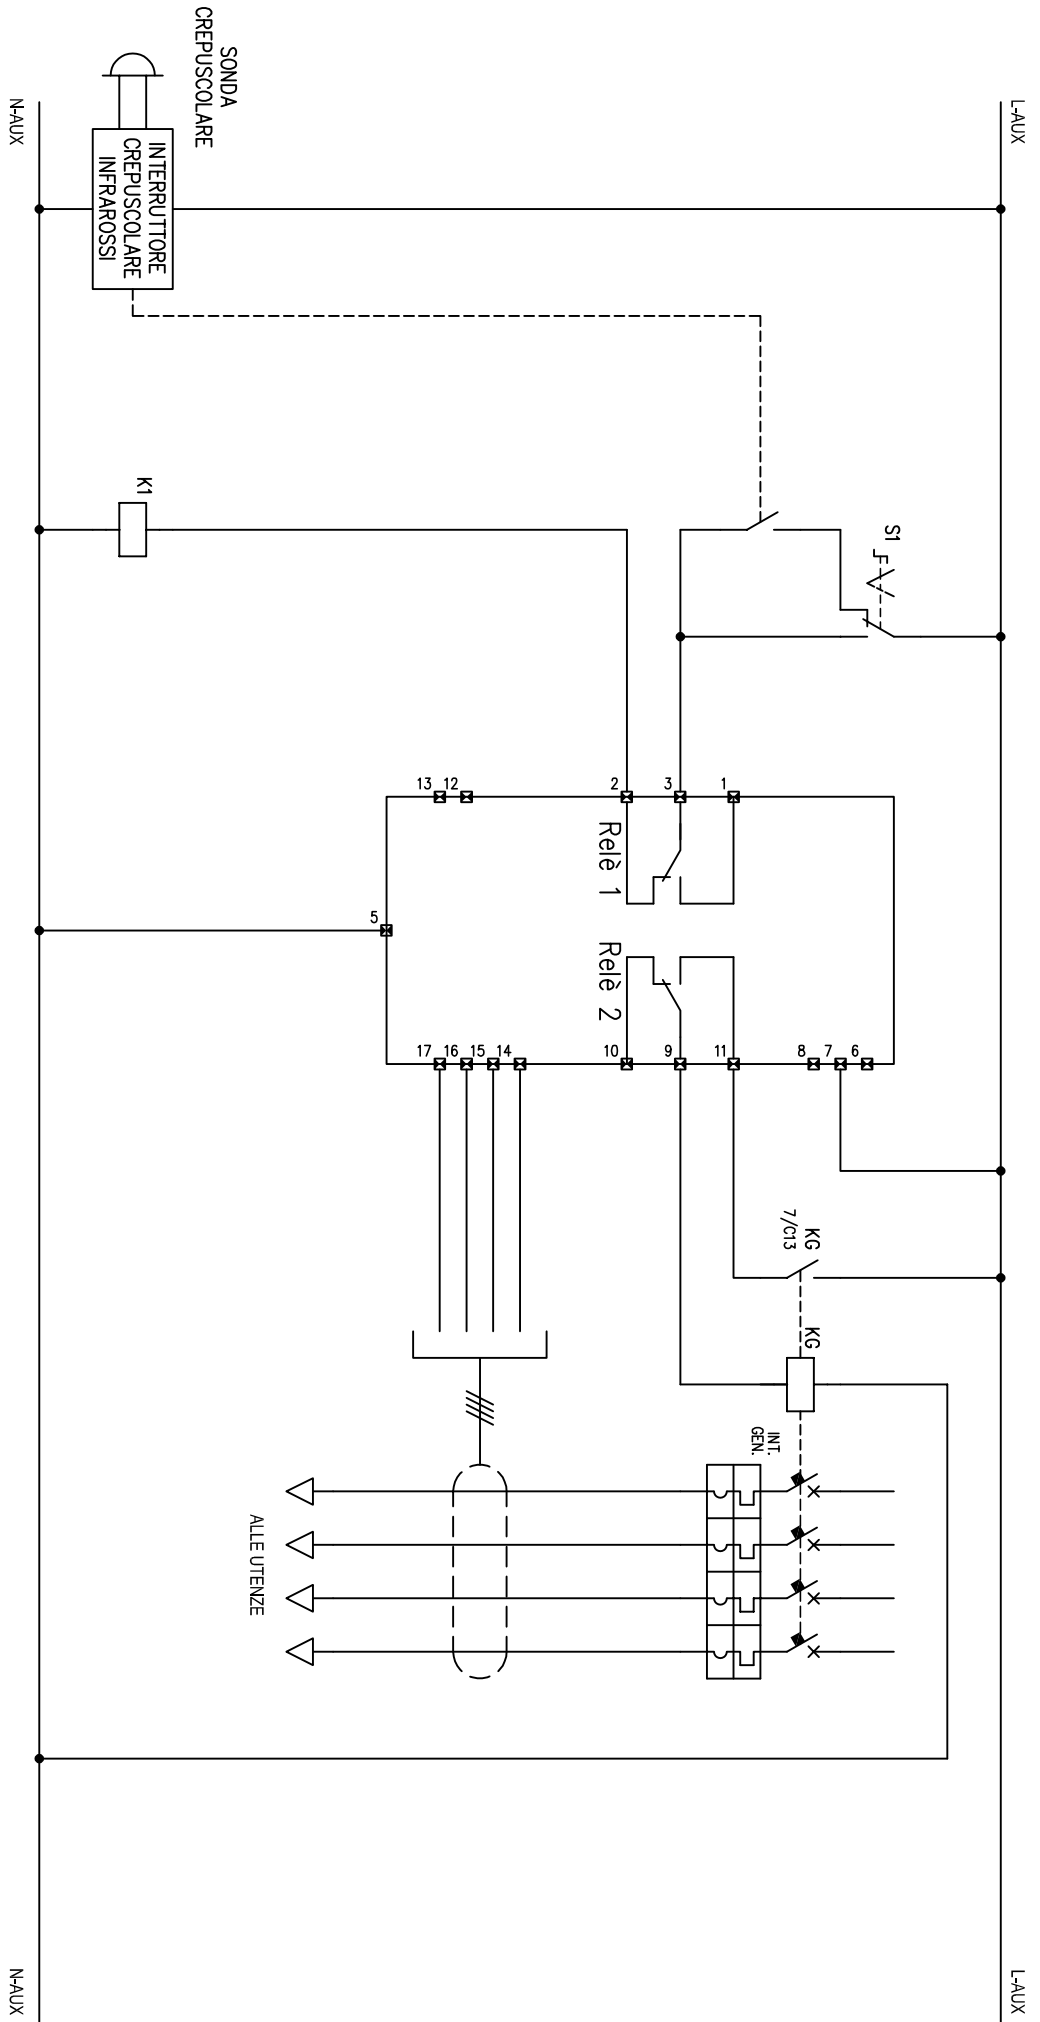 L-AUX
L-AUX
SONDA
CREPUSCOLARE
INTERRUTTORE
CREPUSCOLARE
INFRAROSSI
N-AUX
N-AUX
K1
S1
13
12
2
3
1
Relè 1
5
Relè 2
17
16
15
14
10
9
11
8
7
6
KG
7/C13
KG
INT.
GEN.
ALLE UTENZE